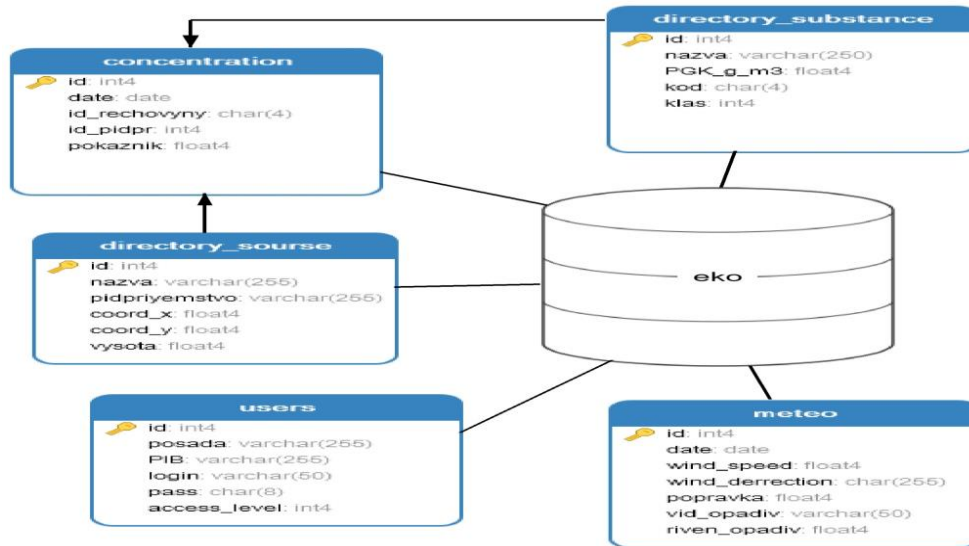 directory_substance
id: int4
nazva: varchar(250)
PGK_g_m3: float4
kod: char(4)
klas: int4
concentration
id: int4
date: date
id_rechovyny: char(4)
id_pidpr: int4
pokaznik: float4
directory_sourse
id: int4
nazva: varchar(255)
pidpriyemstvo: varchar(255)
coord_x: float4
coord_y: float4
vysota: float4
eko
users
id: int4
posada: varchar(255)
PIB: varchar(255)
login: varchar(50)
pass: char(8)
access_level: int4
meteo
id: int4
date: date
wind_speed: float4
wind_derrection: char(255)
popravka: float4
vid_opadiv: varchar(50)
riven_opadiv: float4